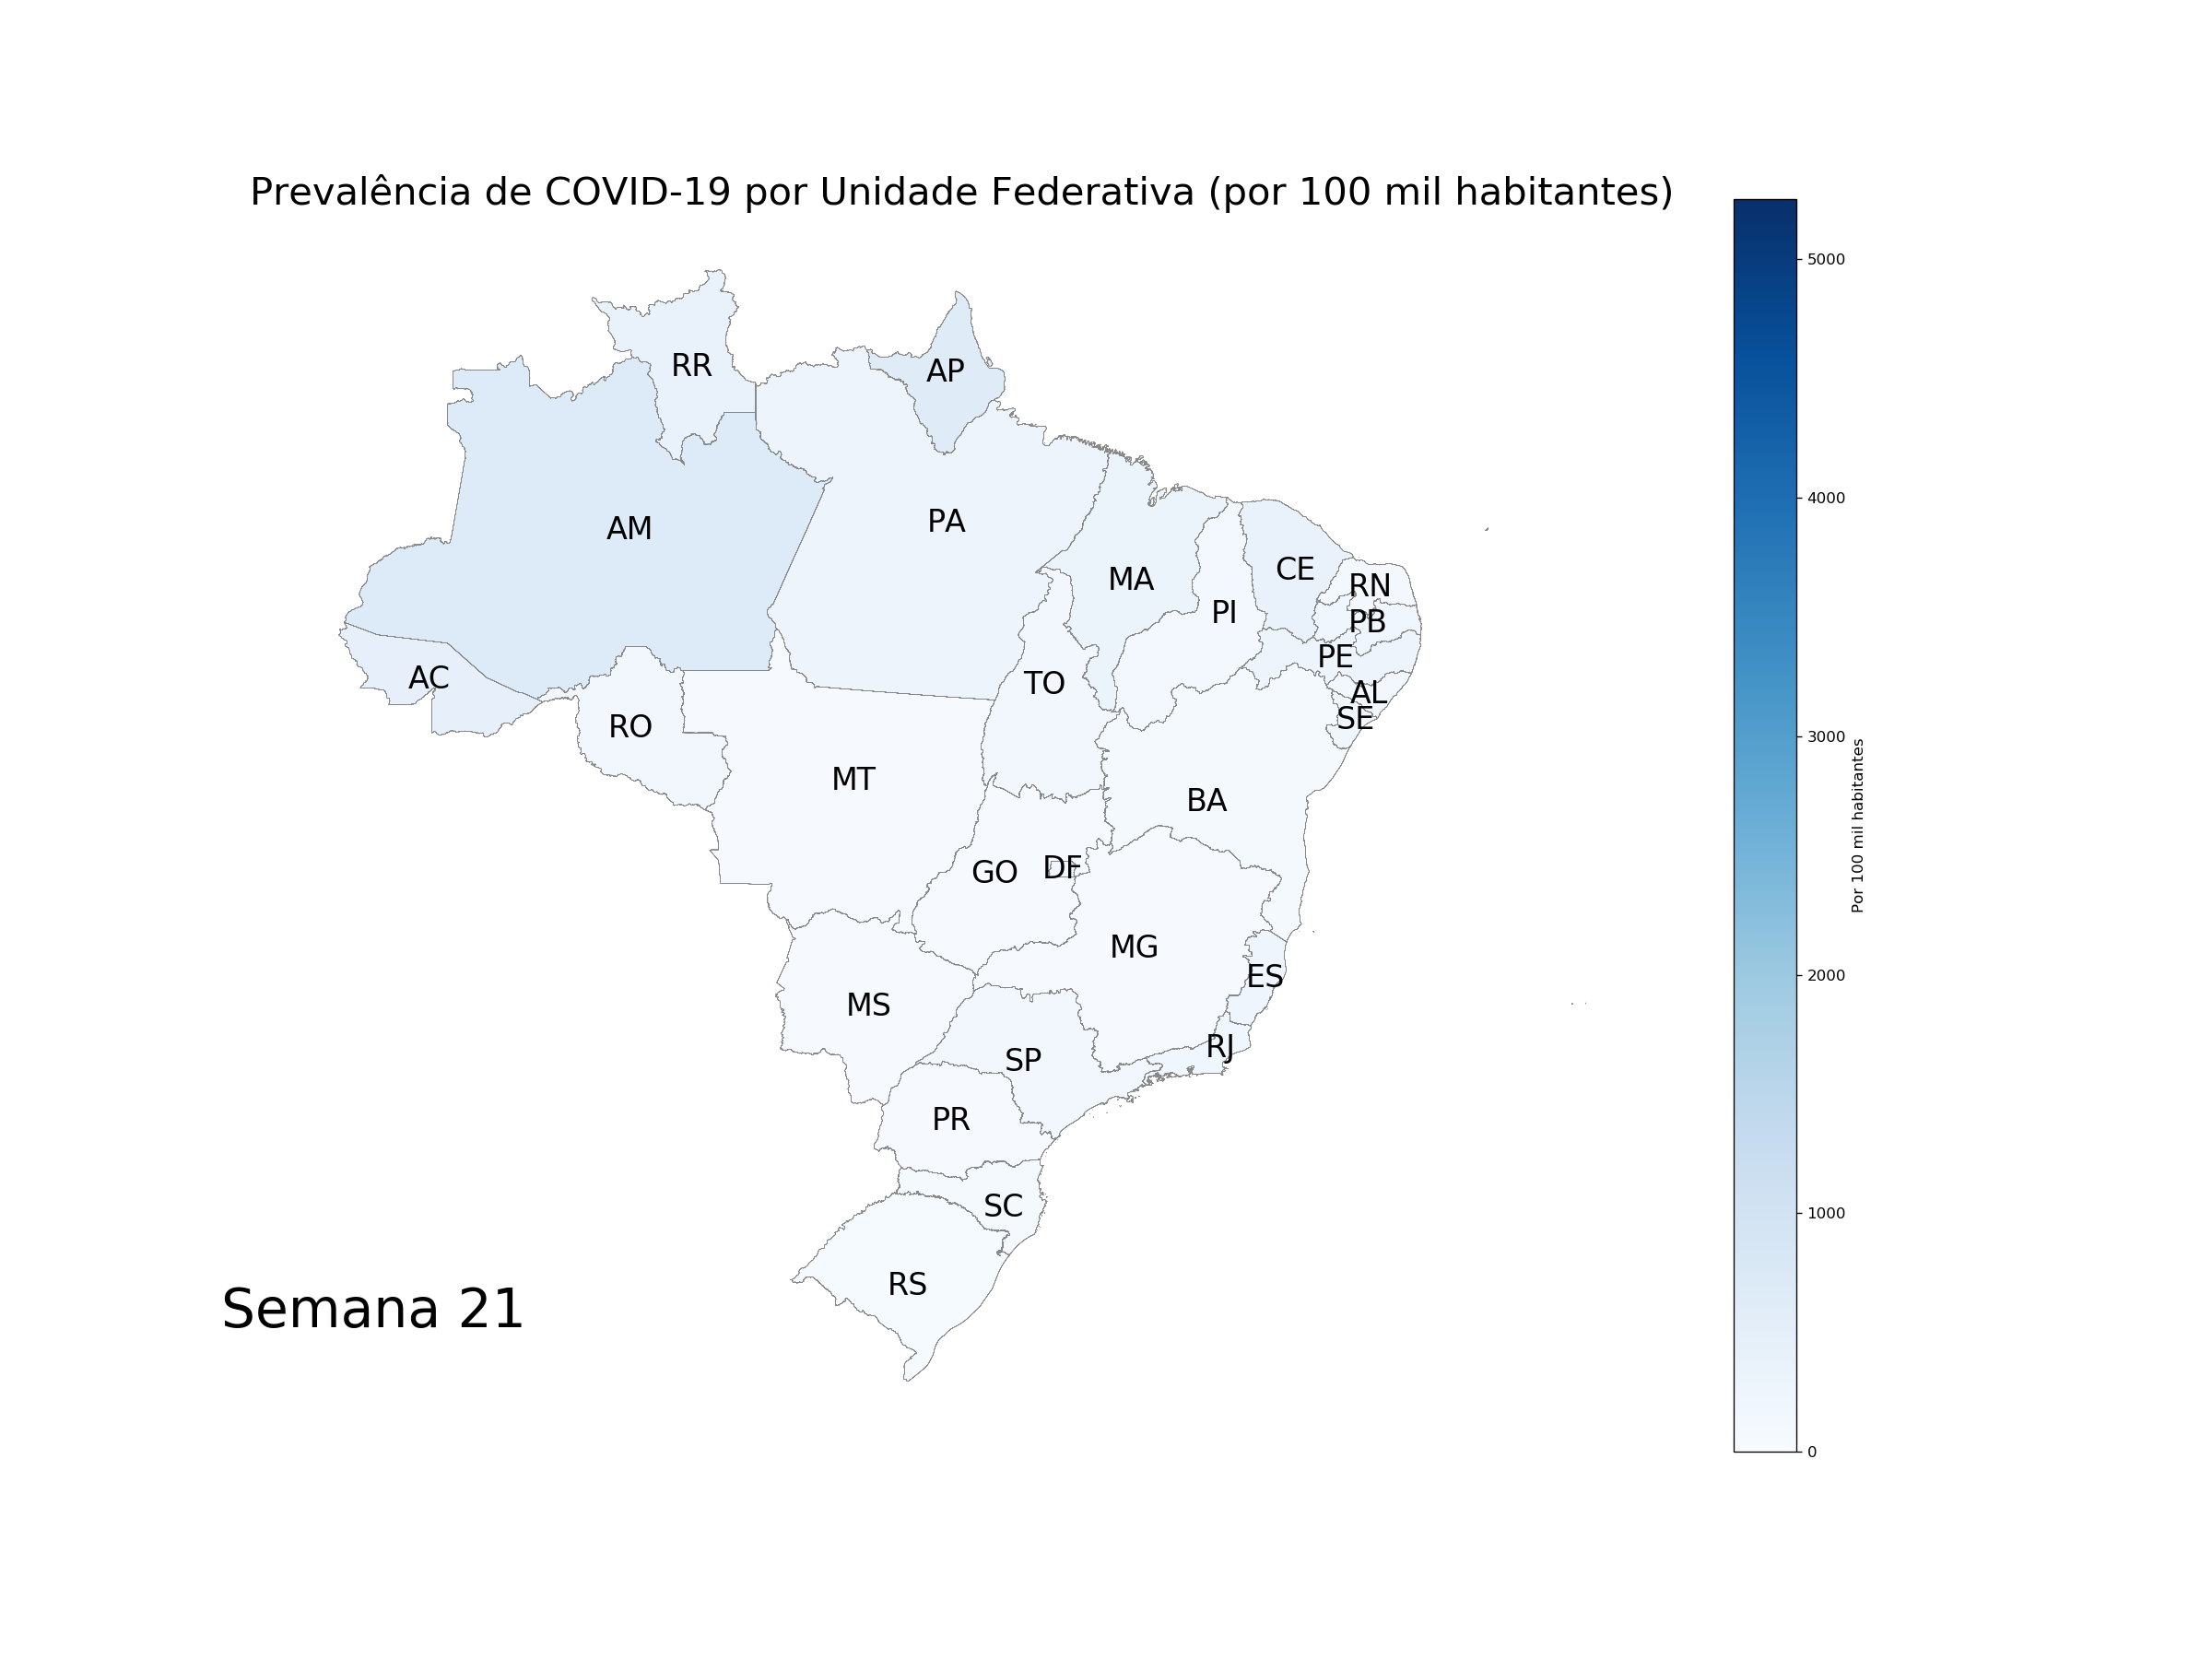 Prevalência de COVID-19 por Unidade Federativa (por 100 mil habitantes)
RR
AP
AM
PA
MA
CE
RN
PI
PB
PE
AC
TO
AL
SE
RO
MT
BA
GO
DF
MG
ES
MS
RJ
SP
PR
SC
RS
Semana 21
5000
4000
3000
2000
1000
0
Por 100 mil habitantes